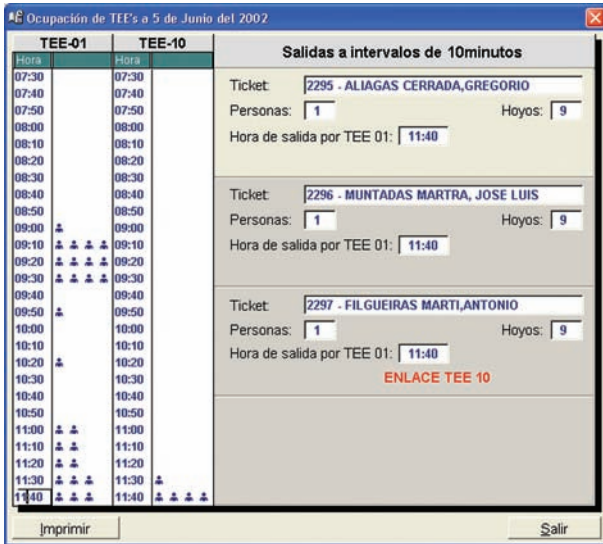 Ocupación de TEE's a 5 de Junio del 2002
TEE-01 TEE-10
Hora Hora
07:30 07:30
07:40 07:40
07:50 07:50
08:00 08:00
08:10 08:10
08:20 08:20
08:30 08:30
08:40 08:40
08:50 08:50
09:00 09:00
09:10 09:10
09:20 09:20
09:30 09:30
09:40 09:40
09:50 09:50
10:00 10:00
10:10 10:10
10:20 10:20
10:30 10:30
10:40 10:40
10:50 10:50
11:00 11:00
11:10 11:10
11:20 11:20
11:30 11:30
11:40 11:40
Salidas a intervalos de 10minutos
Ticket: 2295 - ALIAGAS CERRADA,GREGORIO
Personas: 1 Hoyos: 9
Hora de salida por TEE 01: 11:40
Ticket: 2296 - MUNTADAS MARTRA, JOSE LUIS
Personas: 1 Hoyos: 9
Hora de salida por TEE 01: 11:40
Ticket: 2297 - FILGUEIRAS MARTI,ANTONIO
Personas: 1 Hoyos: 9
Hora de salida por TEE 01: 11:40
ENLACE TEE 10
Imprimir Salir